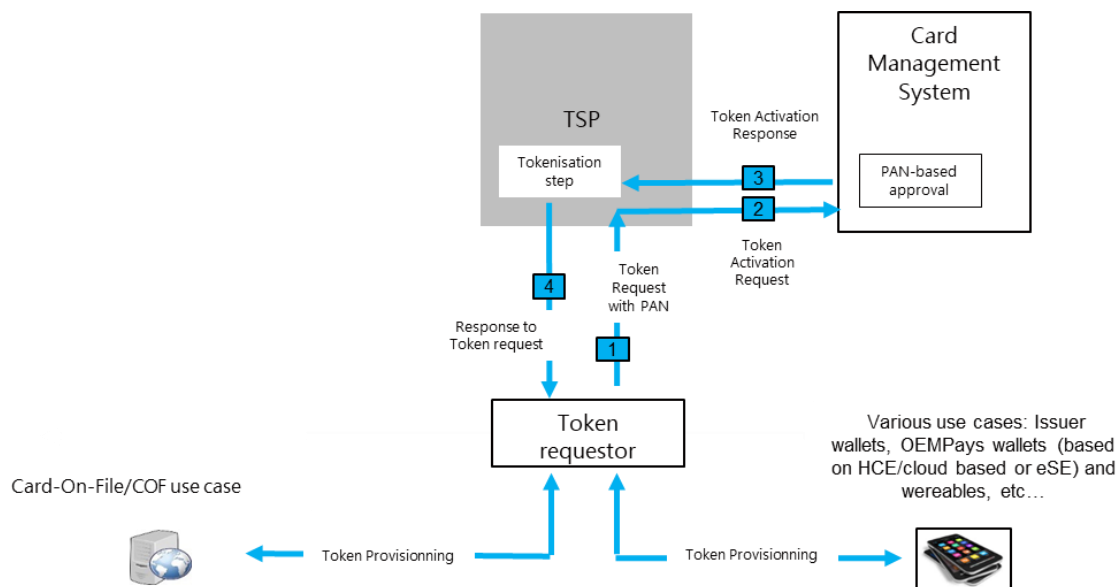 Card
Management
System
TSP
Token Activation
Response
Tokenisation
step
3
PAN-based
approval
2
Token
Activation
Request
Token
Request
with PAN
4
Response to
Token request
1
Token
requestor
Various use cases: Issuer
wallets, OEMPays wallets (based
on HCE/cloud based or eSE) and
wereables, etc...
Card-On-File/COF use case
Token Provisionning
Token Provisionning